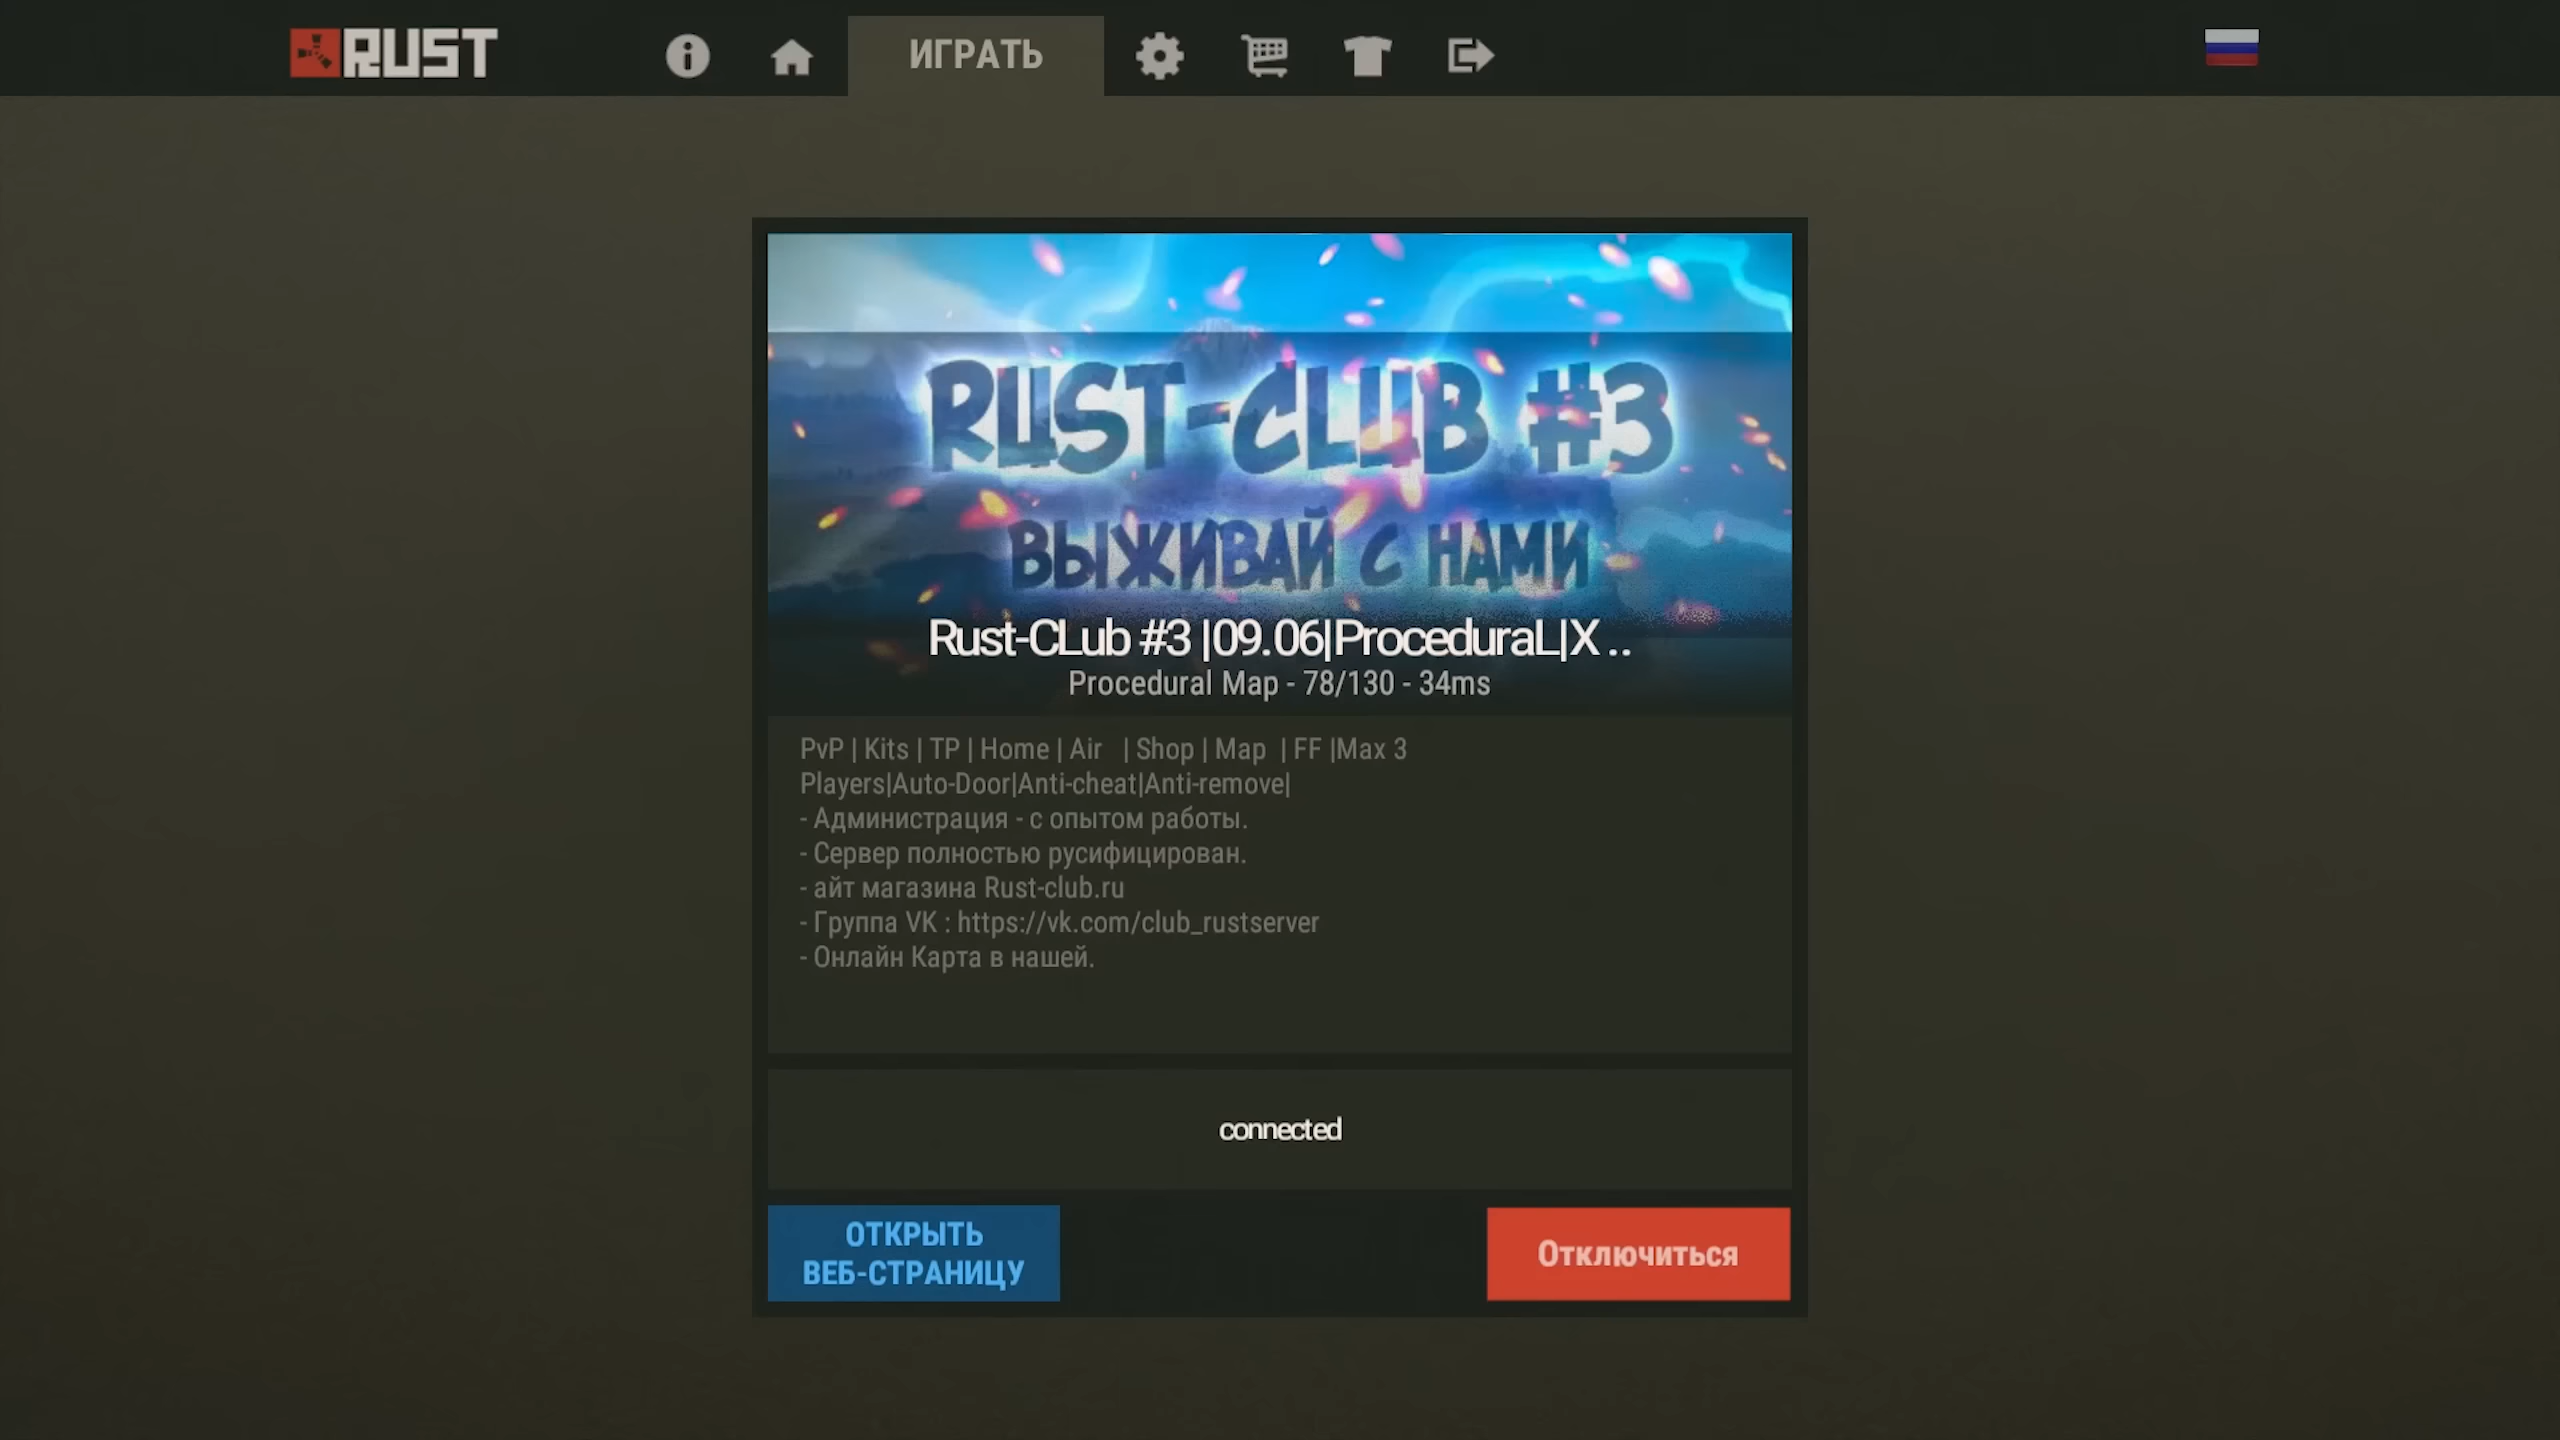 RUST
ИГРАТЬ
RUST-CLUB #3
ВЫЖИВАЙ С НАМИ
Rust-CLub #3 |09.06|ProceduraL|X ..
Procedural Map - 78/130 - 34ms
PvP | Kits | TP | Home | Air | Shop | Map | FF |Max 3
Players|Auto-Door|Anti-cheat|Anti-remove|
- Администрация - с опытом работы.
- Сервер полностью русифицирован.
- айт магазина Rust-club.ru
- Группа VK : https://vk.com/club_rustserver
- Онлайн Карта в нашей.
connected
ОТКРЫТЬ
ВЕБ-СТРАНИЦУ
Отключиться